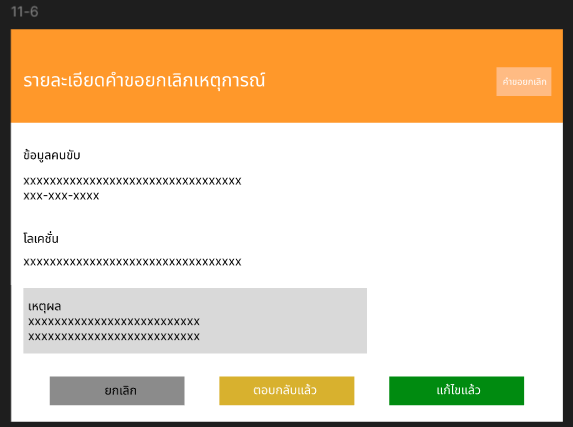 11-6
รายละเอียดคำขอยกเลิกเหตุการณ์
คำขอยกเลิก
ข้อมูลคนขับ
xxxxxxxxxxxxxxxxxxxxxxxxxxxxxxxxx
xxx-xxx-xxxx
โลเคชั่น
xxxxxxxxxxxxxxxxxxxxxxxxxxxxxxxxx
เหตุผล
xxxxxxxxxxxxxxxxxxxxxxxxxx
xxxxxxxxxxxxxxxxxxxxxxxxxx
ยกเลิก
ตอบกลับแล้ว
แก้ไขแล้ว